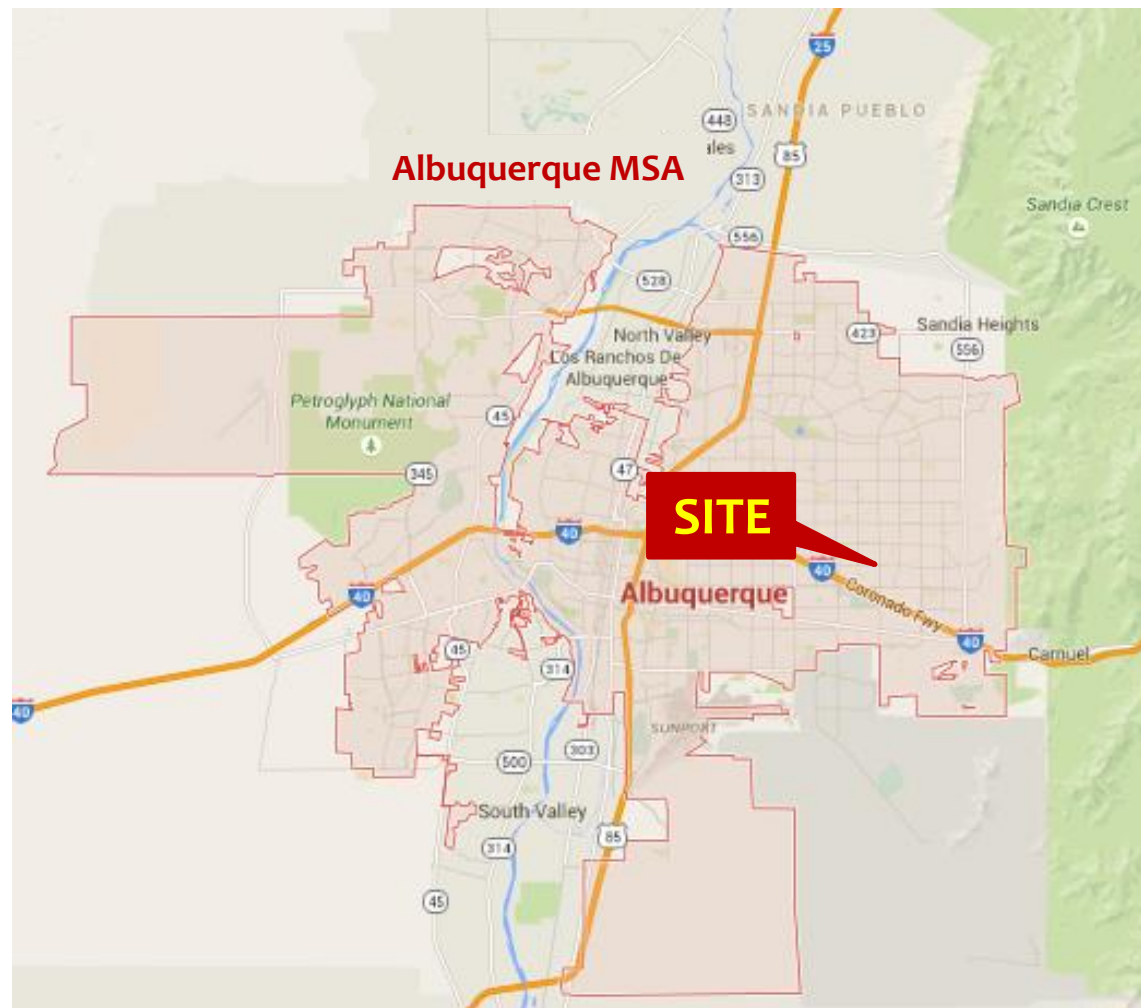 25
SANDIA PUEBLO
448
iles
85
Albuquerque MSA
313
Sandia Crest
556
528
423
Sandia Heights
556
North Valley
Los Ranchos De
Albuquerque
Petroglyph National
Monument
45
345
47
SITE
40
40
Albuquerque
Coronado Fwy
40
40
Carnuel
45
314
40
SUNPORT
303
500
South Valley
85
314
45